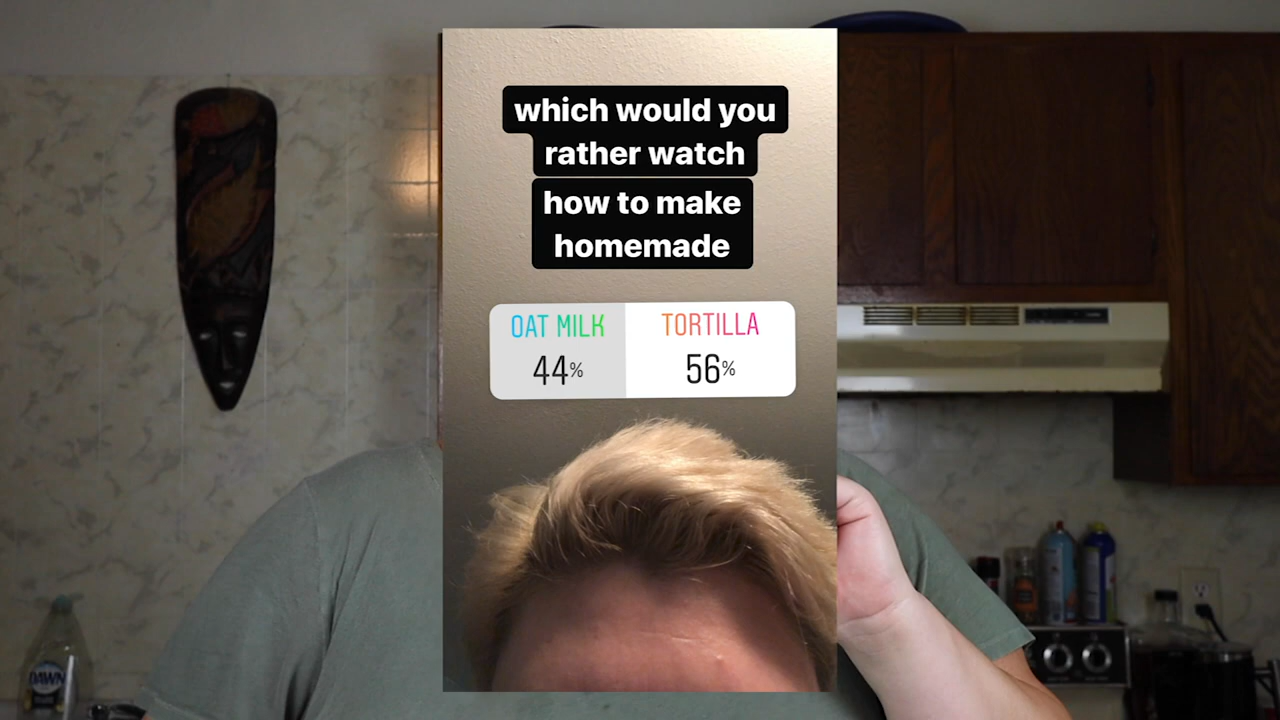 which would you
rather watch
how to make
homemade
OAT MILK
TORTILLA
44%
56%
DAWN